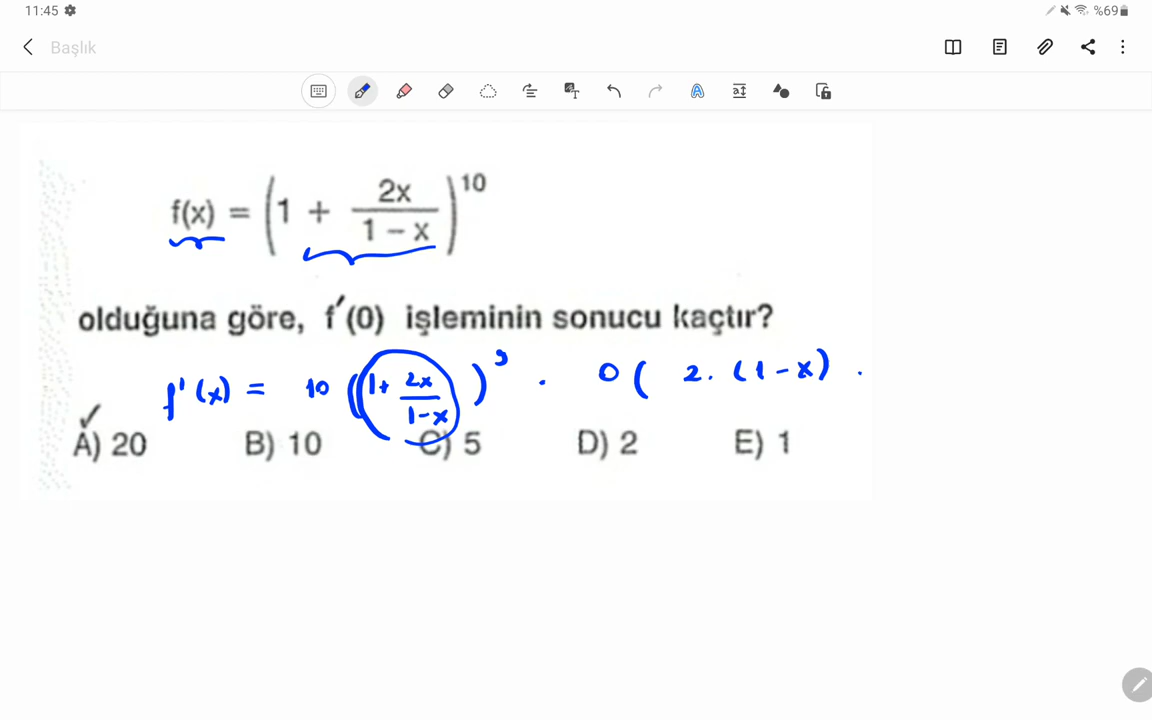 11:45 %69
Başlık
f(x) = (1 + 2x / 1 − x)^10
olduğuna göre, f'(0) işleminin sonucu kaçtır?
f'(x) = 10 ((1+ 2x / 1−x))^9 . 0 ( 2. (1−x) .
✓
A) 20 B) 10 C) 5 D) 2 E) 1